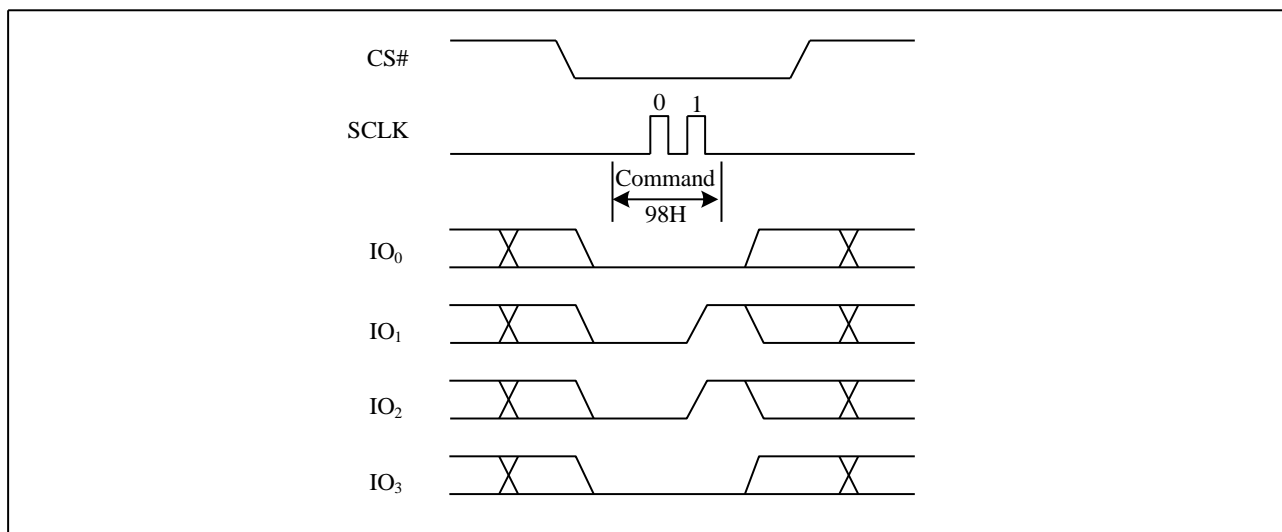 CS#
0 1
SCLK
Command
98H
IO₀
IO₁
IO₂
IO₃